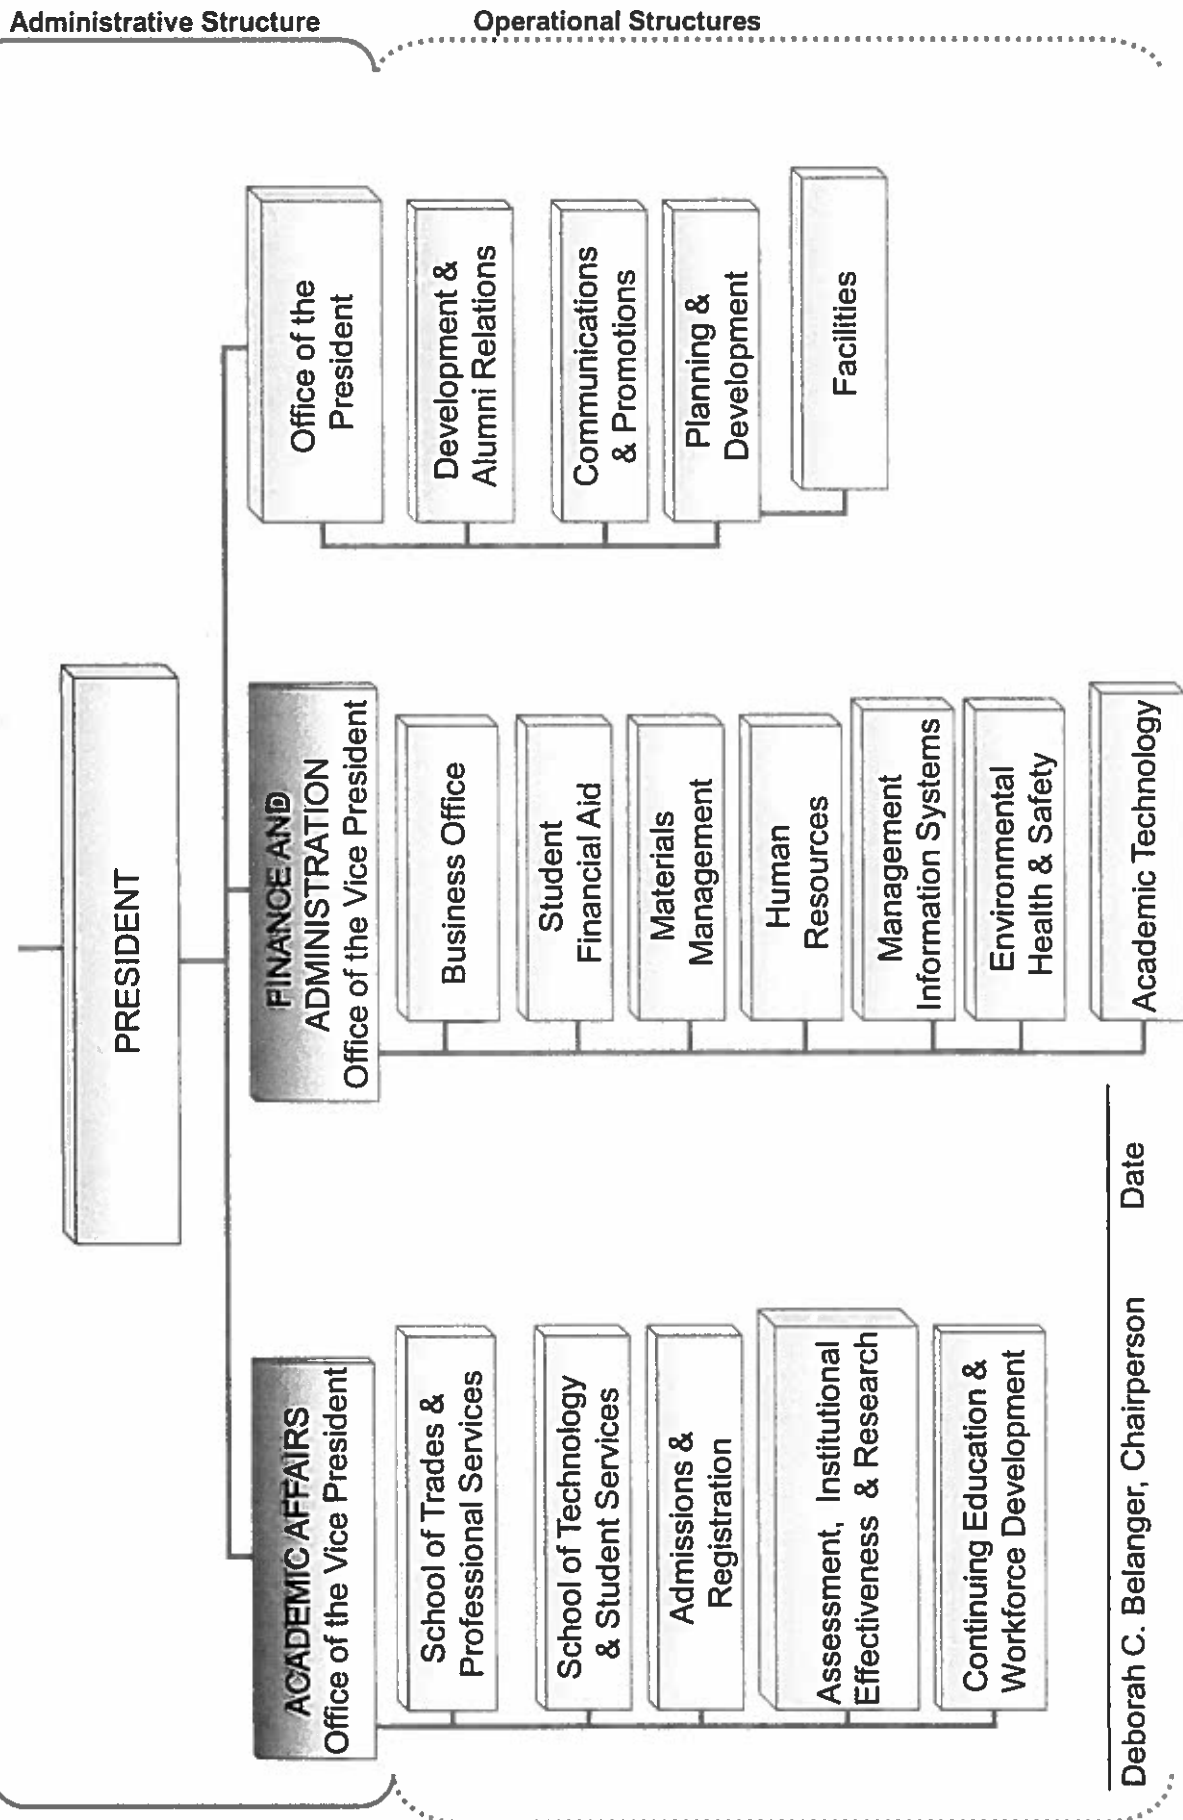 Administrative Structure
Operational Structures
PRESIDENT
ACADEMIC AFFAIRS
Office of the Vice President
School of Trades &
Professional Services
School of Technology
& Student Services
Admissions &
Registration
Assessment, Institutional
Effectiveness & Research
Continuing Education &
Workforce Development
FINANCE AND
ADMINISTRATION
Office of the Vice President
Business Office
Student
Financial Aid
Materials
Management
Human
Resources
Management
Information Systems
Environmental
Health & Safety
Academic Technology
Office of the
President
Development &
Alumni Relations
Communications
& Promotions
Planning &
Development
Facilities
Deborah C. Belanger, Chairperson Date